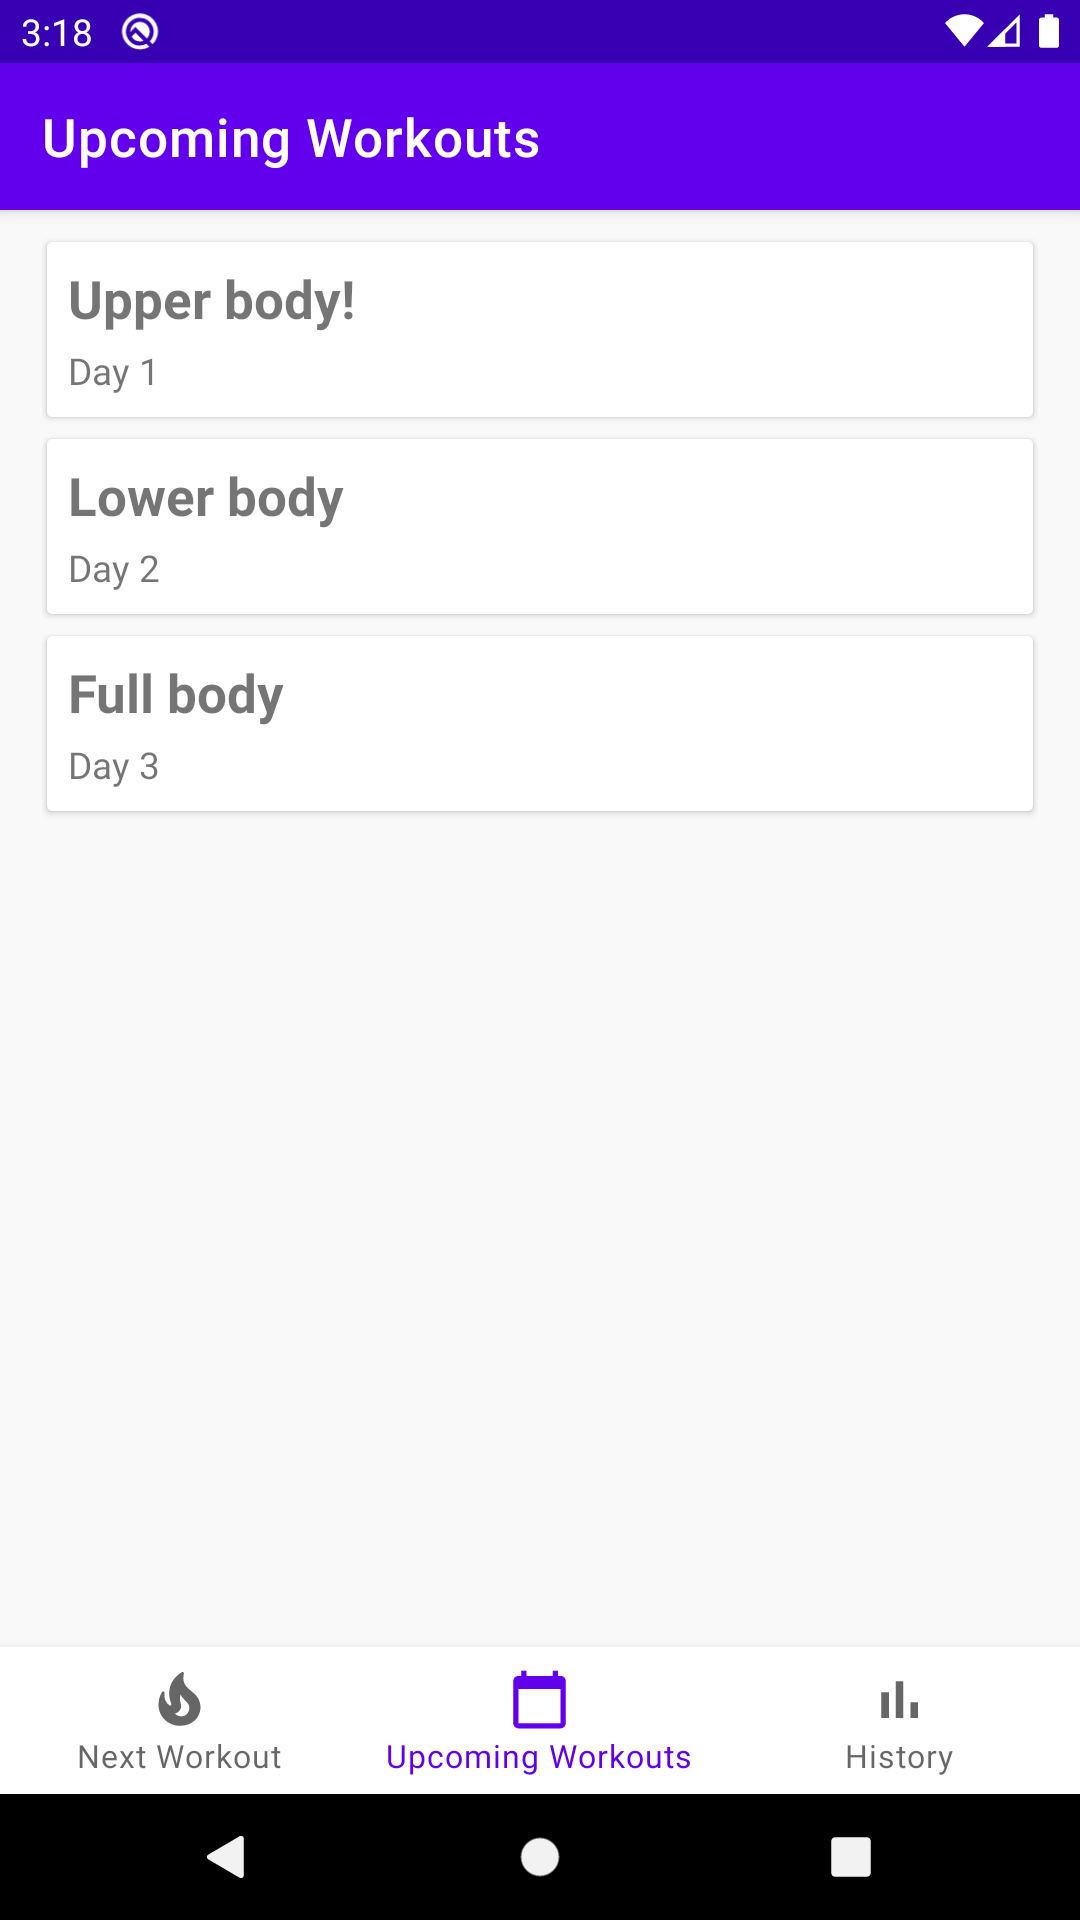 3:18
Upcoming Workouts
Upper body!
Day 1
Lower body
Day 2
Full body
Day 3
Next Workout
Upcoming Workouts
History